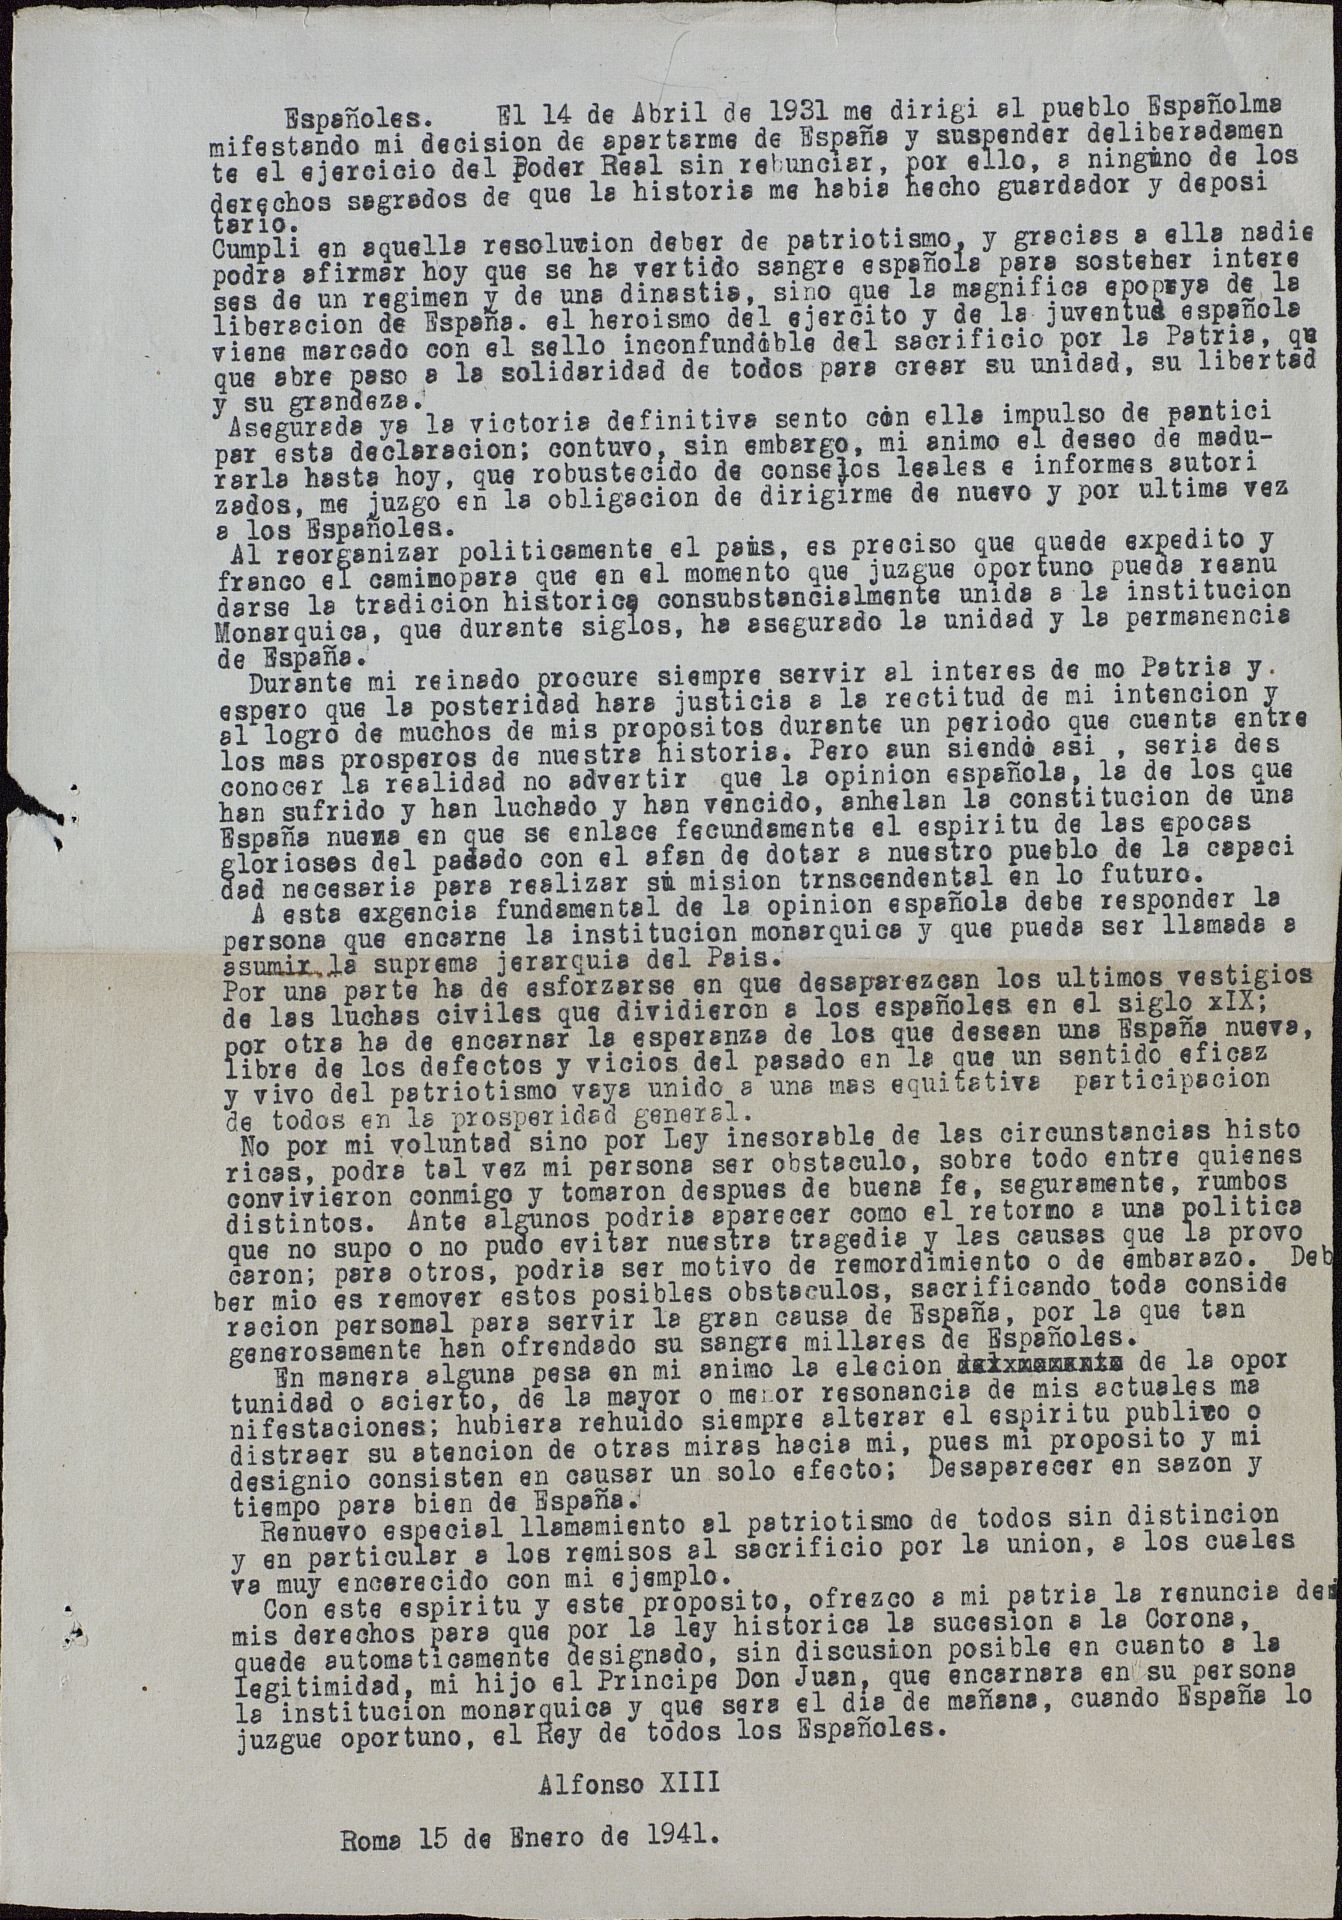 Españoles. El 14 de Abril de 1931 me dirigi al pueblo Españolma
mifestando mi decision de apartarme de España y suspender deliberadamen
te el ejercicio del Poder Real sin rebunciar, por ello, a ninguno de los
derechos sagrados de que la historia me habia hecho guardador y deposi
tario.
Cumpli en aquella resolucion deber de patriotismo, y gracias a ella nadie
podra afirmar hoy que se ha vertido sangre española para sosteher intere
ses de un regimen y de una dinastia, sino que la magnifica epopeya de la
liberacion de España. el heroismo del ejercito y de la juventud española
viene marcado con el sello inconfundible del sacrificio por la Patria, qu
que abre paso a la solidaridad de todos para crear su unidad, su libertad
y su grandeza.
Asegurada ya la victoria definitiva sento con ella impulso de pantici
par esta declaracion; contuvo, sin embargo, mi animo el deseo de madu-
rarla hasta hoy, que robustecido de consejos leales e informes autori
zados, me juzgo en la obligacion de dirigirme de nuevo y por ultima vez
a los Españoles.
Al reorganizar politicamente el pais, es preciso que quede expedito y
franco el caminopara que en el momento que juzgue oportuno pueda reanu
darse la tradicion historica consubstancialmente unida a la institucion
Monarquica, que durante siglos, ha asegurado la unidad y la permanencia
de España.
Durante mi reinado procure siempre servir al interes de mo Patria y.
espero que la posteridad hara justicia a la rectitud de mi intencion y
al logro de muchos de mis propositos durante un periodo que cuenta entre
los mas prosperos de nuestra historia. Pero aun siendo asi , seria des
conocer la realidad no advertir que la opinion española, la de los que
han sufrido y han luchado y han vencido, anhelan la constitucion de una
España nueva en que se enlace fecundamente el espiritu de las epocas
gloriosos del pasado con el afan de dotar a nuestro pueblo de la capaci
dad necesaria para realizar su mision trnscendental en lo futuro.
A esta exgencia fundamental de la opinion española debe responder la
persona que encarne la institucion monarquica y que pueda ser llamada a
asumir la suprema jerarquia del Pais.
Por una parte ha de esforzarse en que desaparezcan los ultimos vestigios
de las luchas civiles que dividieron a los españoles en el siglo xIX;
por otra ha de encarnar la esperanza de los que desean una España nueva,
libre de los defectos y vicios del pasado en la que un sentido eficaz
y vivo del patriotismo vaya unido a una mas equitativa participacion
de todos en la prosperidad general.
No por mi voluntad sino por Ley inesorable de las circunstancias histo
ricas, podra tal vez mi persona ser obstaculo, sobre todo entre quienes
convivieron conmigo y tomaron despues de buena fe, seguramente, rumbos
distintos. Ante algunos podria aparecer como el retorno a una politica
que no supo o no pudo evitar nuestra tragedia y las causas que la provo
caron; para otros, podria ser motivo de remordimiento o de embarazo. Deb
ber mio es remover estos posibles obstaculos, sacrificando toda conside
racion personal para servir la gran causa de España, por la que tan
generosamente han ofrendado su sangre millares de Españoles.
En manera alguna pesa en mi animo la elecion de la opor
tunidad o acierto, de la mayor o menor resonancia de mis actuales ma
nifestaciones; hubiera rehuido siempre alterar el espiritu publico o
distraer su atencion de otras miras hacia mi, pues mi proposito y mi
designio consisten en causar un solo efecto; Desaparecer en sazon y
tiempo para bien de España.
Renuevo especial llamamiento al patriotismo de todos sin distincion
y en particular a los remisos al sacrificio por la union, a los cuales
va muy encarecido con mi ejemplo.
Con este espiritu y este proposito, ofrezco a mi patria la renuncia de
mis derechos para que por la ley historica la sucesion a la Corona,
quede automaticamente designado, sin discusion posible en cuanto a la
legitimidad, mi hijo el Principe Don Juan, que encarnara en su persona
la institucion monarquica y que sera el dia de mañana, cuando España lo
juzgue oportuno, el Rey de todos los Españoles.
Alfonso XIII
Roma 15 de Enero de 1941.